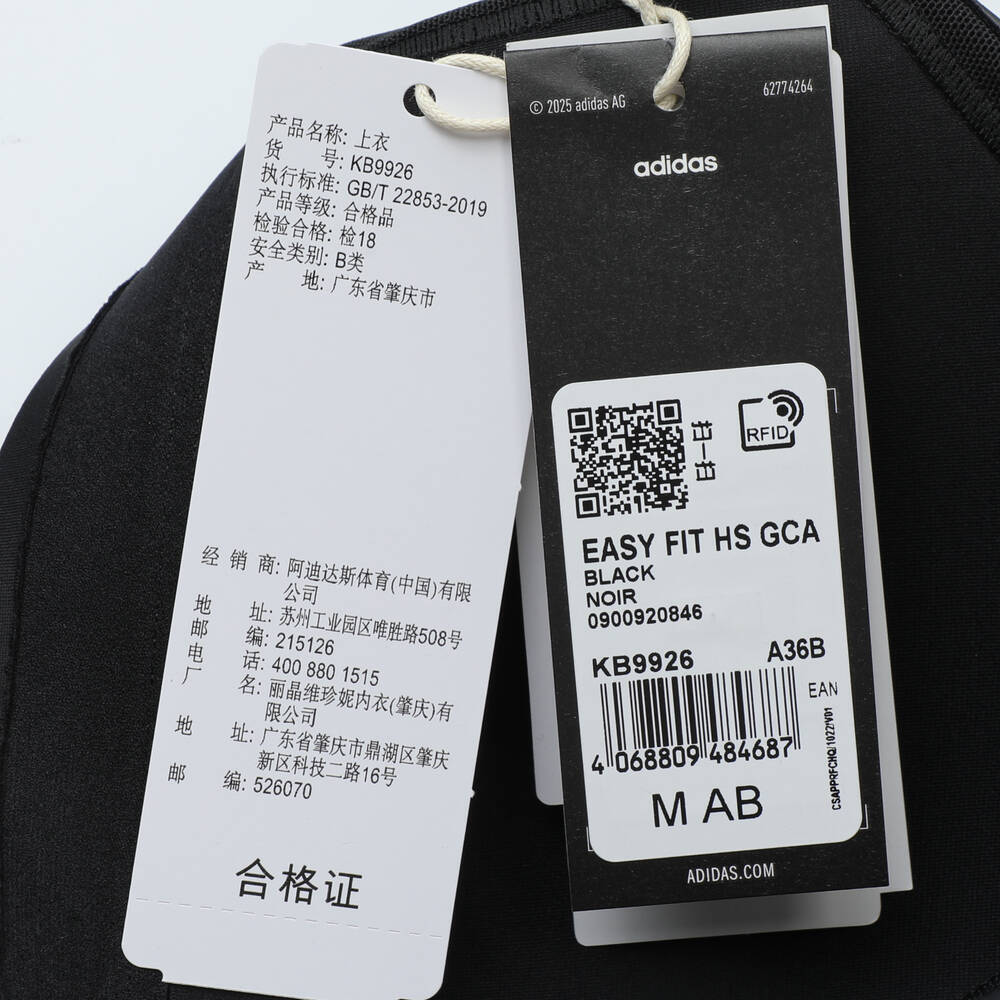 产品名称: 上衣
货 号: KB9926
执行标准: GB/T 22853-2019
产品等级: 合格品
检验合格: 检18
安全类别: B类
产 地: 广东省肇庆市
经 销 商: 阿迪达斯体育(中国)有限
公司
地 址: 苏州工业园区唯胜路508号
邮 编: 215126
电 话: 400 880 1515
厂 名: 丽晶维珍妮内衣(肇庆)有
限公司
地 址: 广东省肇庆市鼎湖区肇庆
新区科技二路16号
邮 编: 526070
合格证
© 2025 adidas AG
62774264
adidas
RFID
EASY FIT HS GCA
BLACK
NOIR
0900920846
KB9926 A36B
EAN
4 068809 484687
CSAPPRFCHQ/1022/V01
M AB
ADIDAS.COM